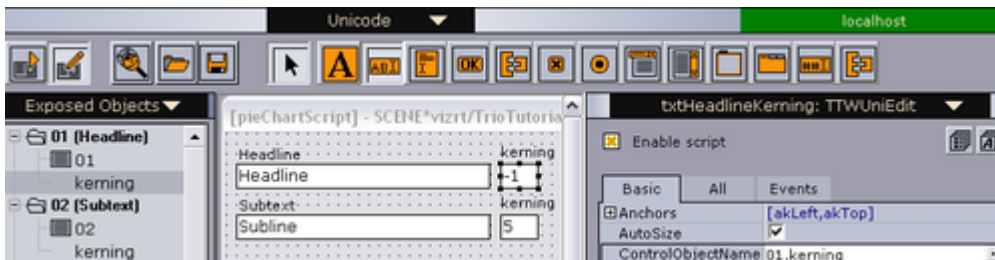 Unicode
localhost
A
ABI
T
OK
Exposed Objects
01 (Headline)
01
kerning
02 (Subtext)
02
kerning
[pieChartScript] - SCENE*vizrt/TrioTutoria
Headline kerning
Headline -1
Subtext kerning
Subline 5
txtHeadlineKerning: TTWUniEdit
Enable script
A
Basic All Events
Anchors [akLeft,akTop]
AutoSize
ControlObjectName 01.kerning